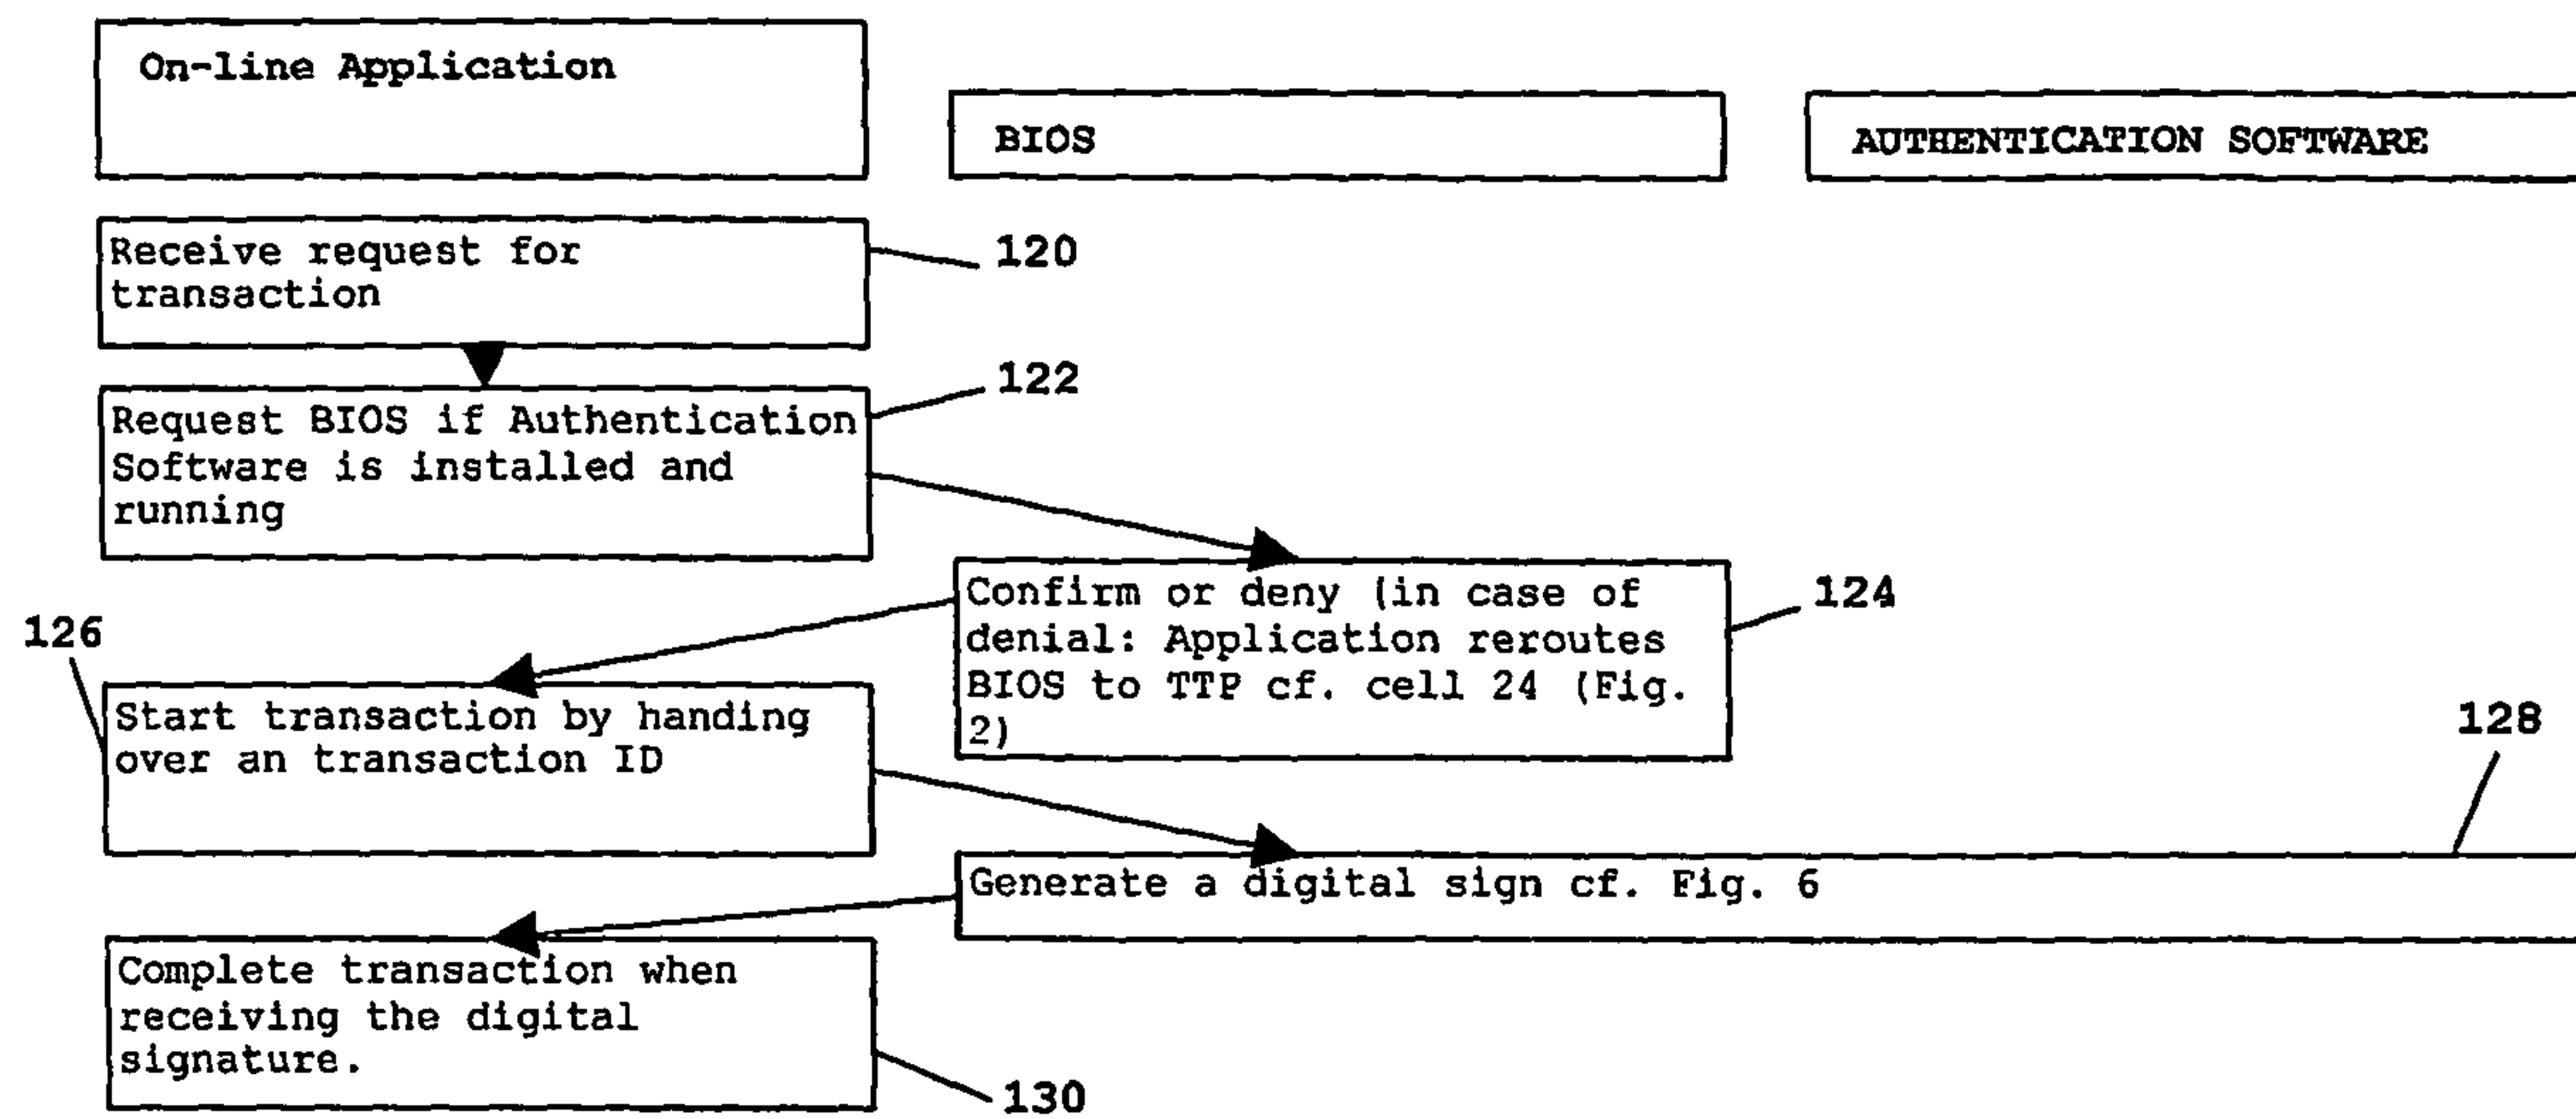 On-line Application
BIOS
AUTHENTICATION SOFTWARE
Receive request for
transaction
120
122
Request BIOS if Authentication
Software is installed and
running
124
Confirm or deny (in case of
denial: Application reroutes
BIOS to TTP cf. cell 24 (Fig.
2)
126
Start transaction by handing
over an transaction ID
128
Generate a digital sign cf. Fig. 6
Complete transaction when
receiving the digital
signature.
130